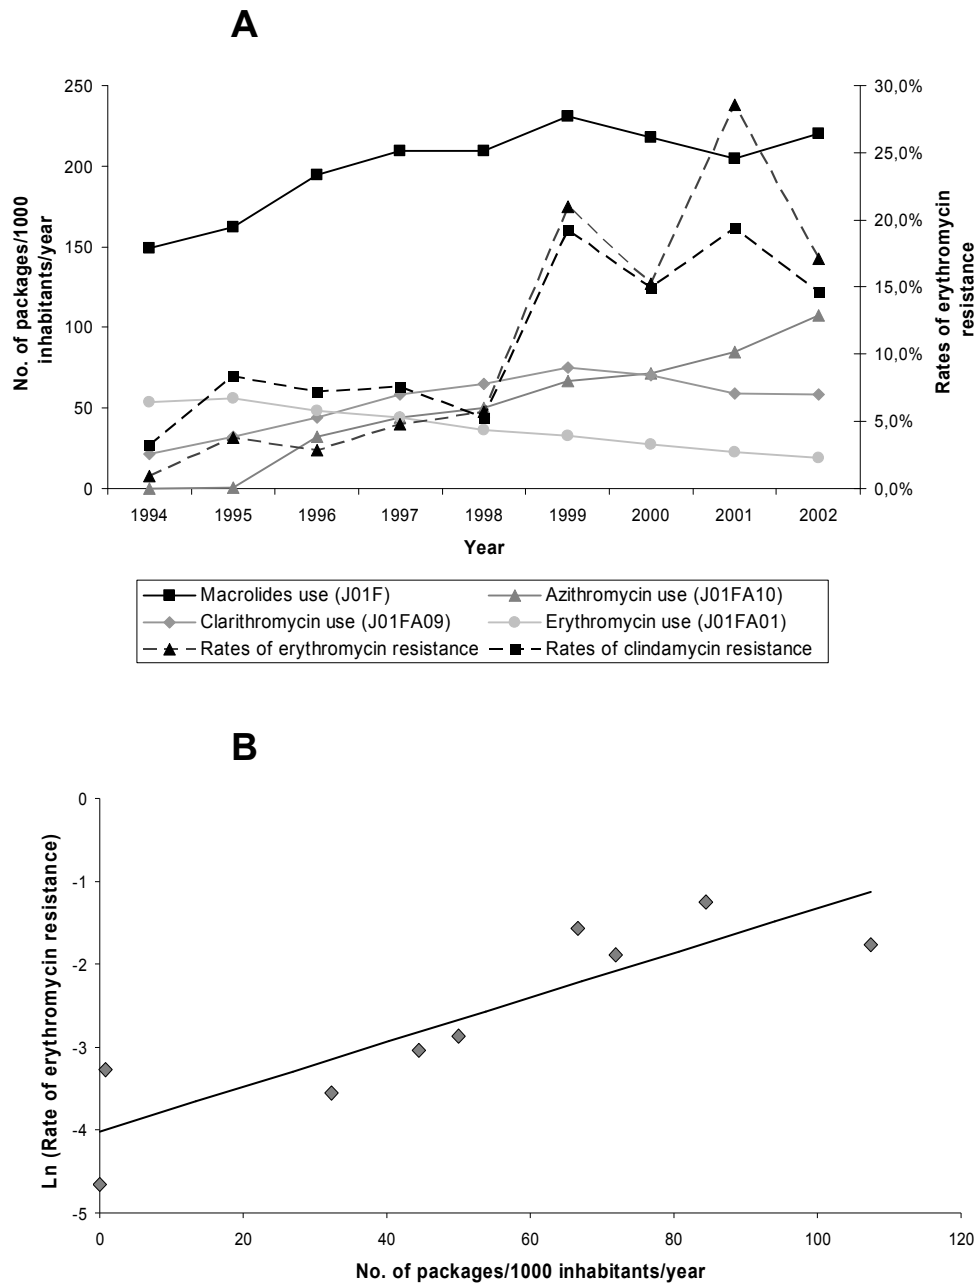 A
No. of packages/1000
inhabitants/year
250
200
150
100
50
0
30,0%
25,0%
20,0%
15,0%
10,0%
5,0%
0,0%
Rates of erythromycin
resistance
1994 1995 1996 1997 1998 1999 2000 2001 2002
Year
Macrolides use (J01F) Azithromycin use (J01FA10)
Clarithromycin use (J01FA09) Erythromycin use (J01FA01)
Rates of erythromycin resistance Rates of clindamycin resistance
B
Ln (Rate of erythromycin resistance)
0
-1
-2
-3
-4
-5
0 20 40 60 80 100 120
No. of packages/1000 inhabitants/year